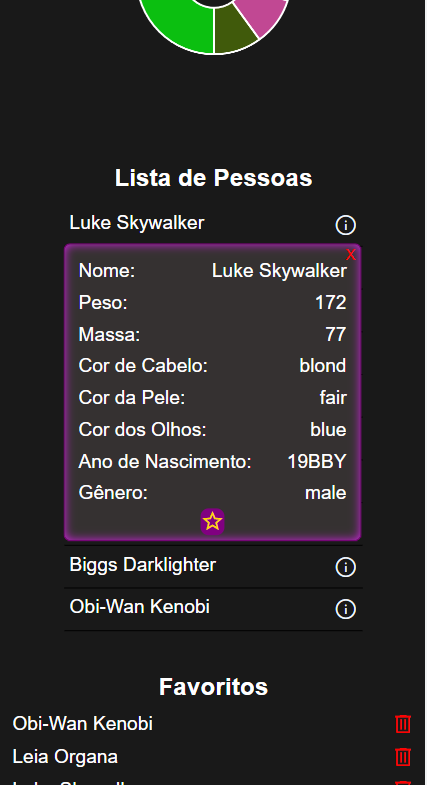 Lista de Pessoas
Luke Skywalker
X
Nome: Luke Skywalker
Peso: 172
Massa: 77
Cor de Cabelo: blond
Cor da Pele: fair
Cor dos Olhos: blue
Ano de Nascimento: 19BBY
Gênero: male
Biggs Darklighter
Obi-Wan Kenobi
Favoritos
Obi-Wan Kenobi
Leia Organa